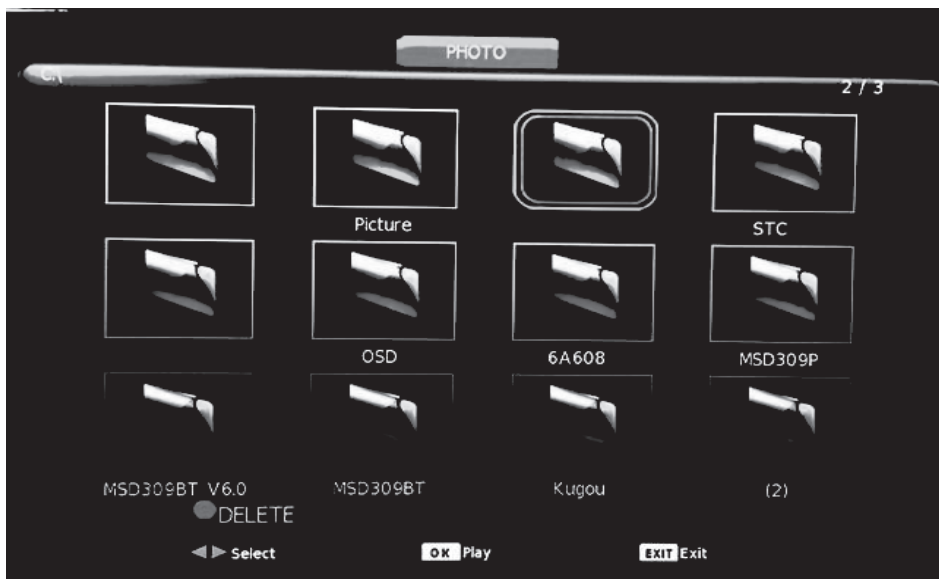 PHOTO
C:\
2 / 3
Picture STC
OSD 6A608 MSD309P
MSD309BT V6.0 MSD309BT Kugou (2)
DELETE
Select OK Play EXIT Exit